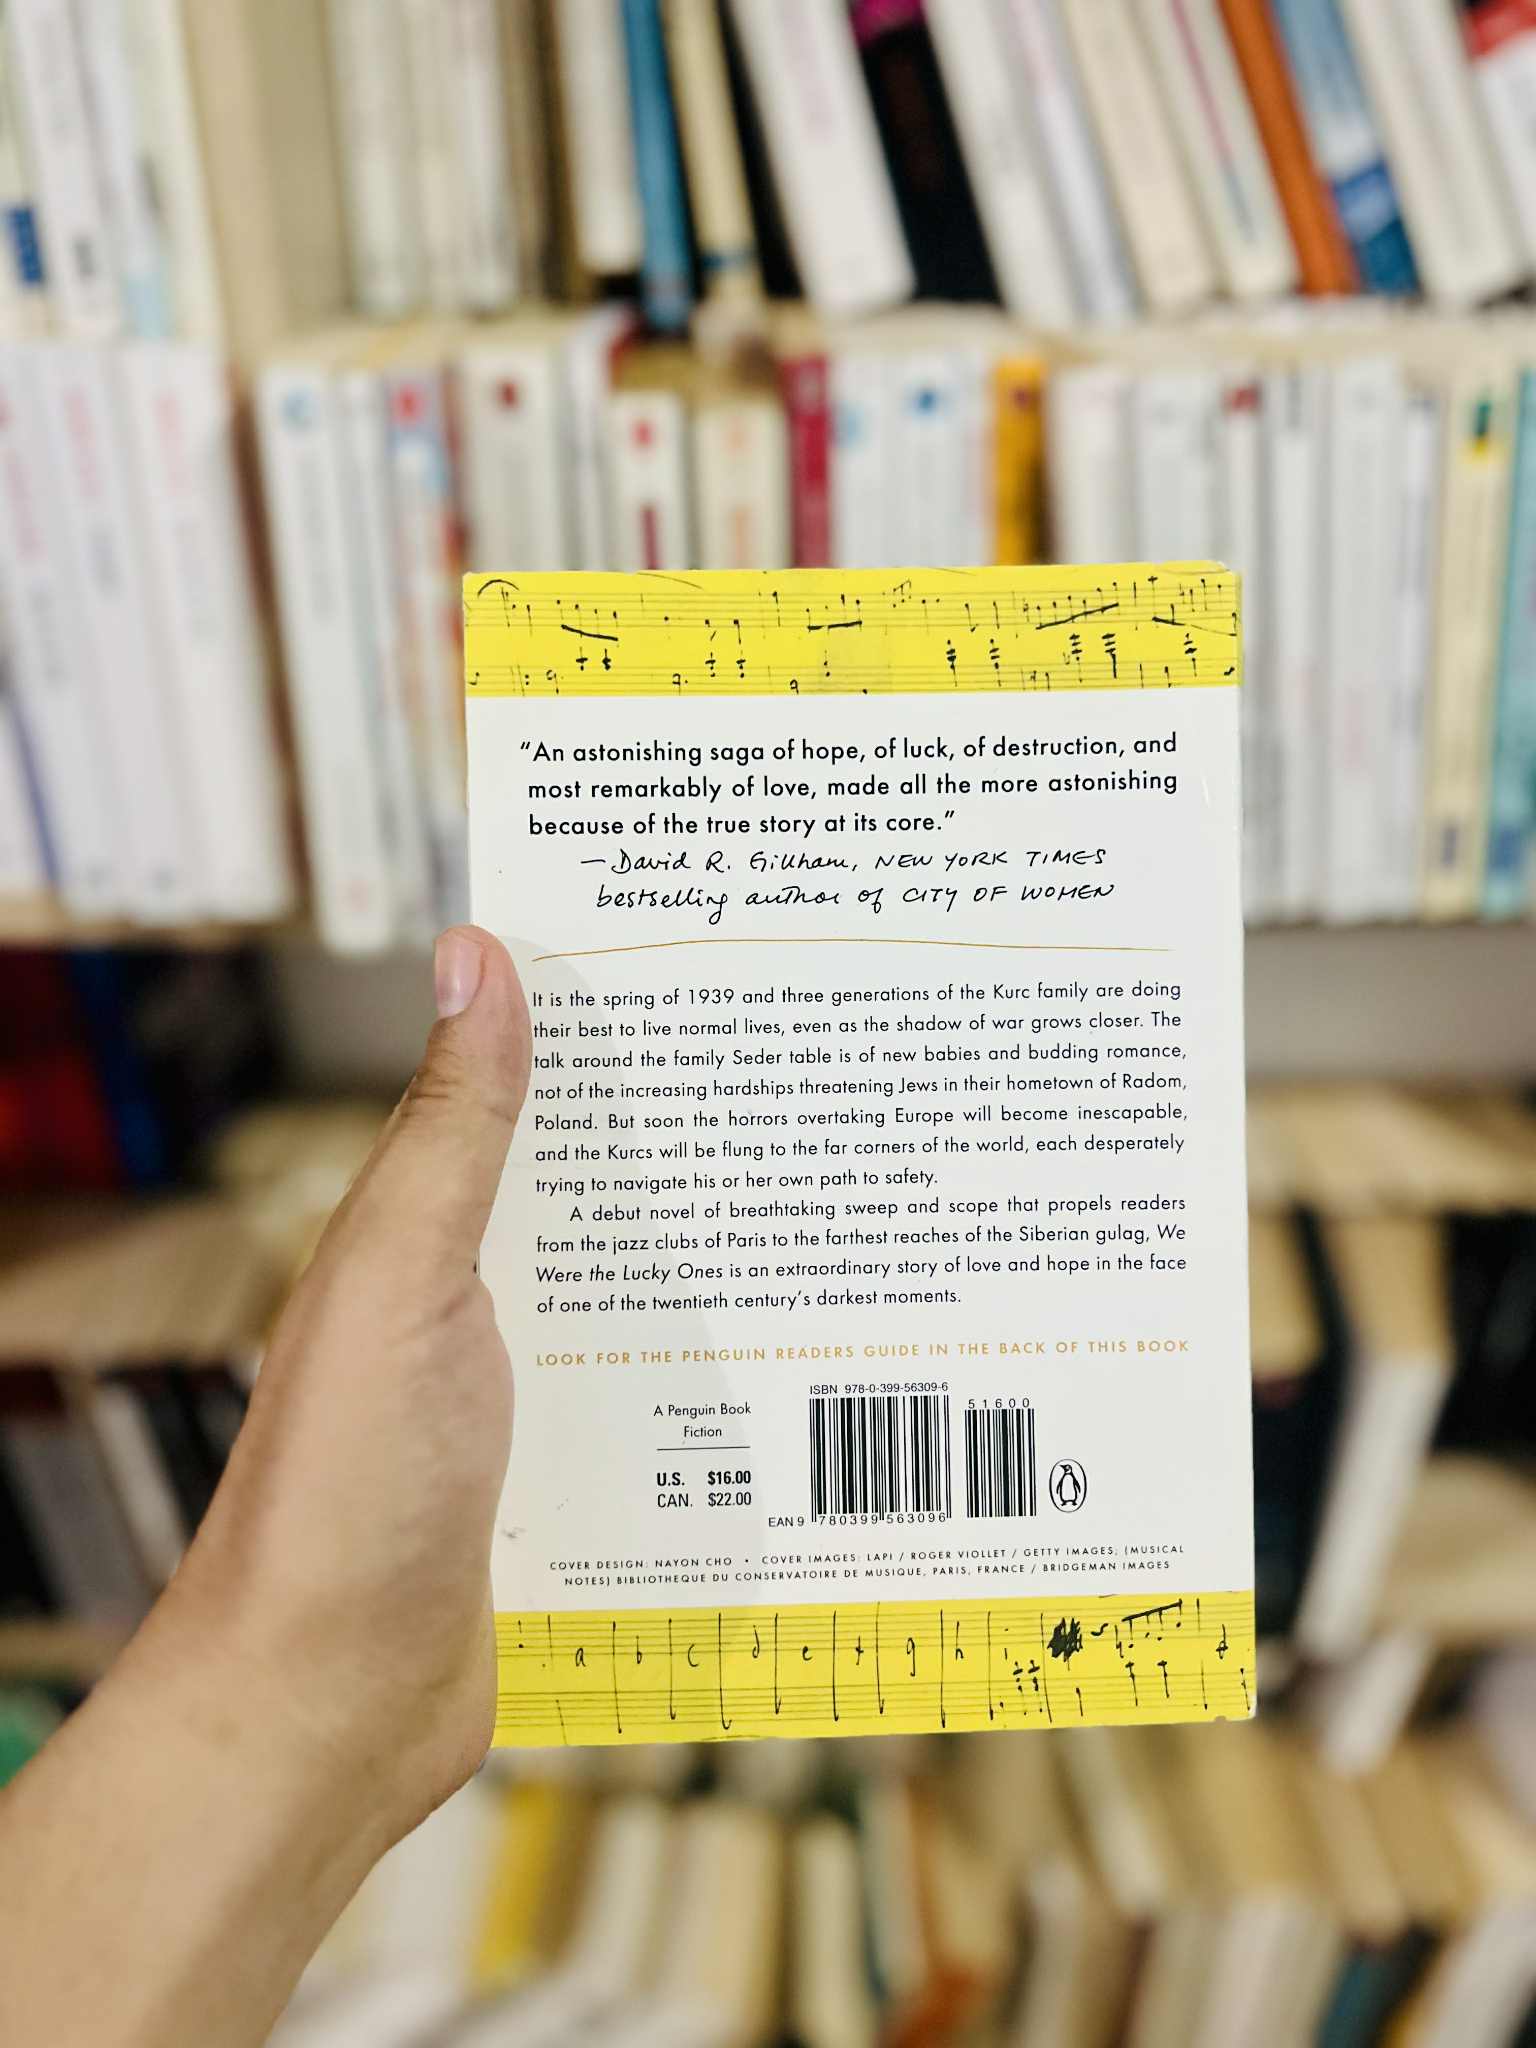 “An astonishing saga of hope, of luck, of destruction, and
most remarkably of love, made all the more astonishing
because of the true story at its core.”
—David R. Gillham, NEW YORK TIMES
bestselling author of CITY OF WOMEN
It is the spring of 1939 and three generations of the Kurc family are doing
their best to live normal lives, even as the shadow of war grows closer. The
talk around the family Seder table is of new babies and budding romance,
not of the increasing hardships threatening Jews in their hometown of Radom,
Poland. But soon the horrors overtaking Europe will become inescapable,
and the Kurcs will be flung to the far corners of the world, each desperately
trying to navigate his or her own path to safety.
A debut novel of breathtaking sweep and scope that propels readers
from the jazz clubs of Paris to the farthest reaches of the Siberian gulag, We
Were the Lucky Ones is an extraordinary story of love and hope in the face
of one of the twentieth century’s darkest moments.
LOOK FOR THE PENGUIN READERS GUIDE IN THE BACK OF THIS BOOK
A Penguin Book
Fiction
U.S. $16.00
CAN. $22.00
ISBN 978-0-399-56309-6
51600
EAN 9 780399 563096
COVER DESIGN: NAYON CHO • COVER IMAGES: LAPI / ROGER VIOLLET / GETTY IMAGES; (MUSICAL
NOTES) BIBLIOTHEQUE DU CONSERVATOIRE DE MUSIQUE, PARIS, FRANCE / BRIDGEMAN IMAGES
a b c d e f g h i